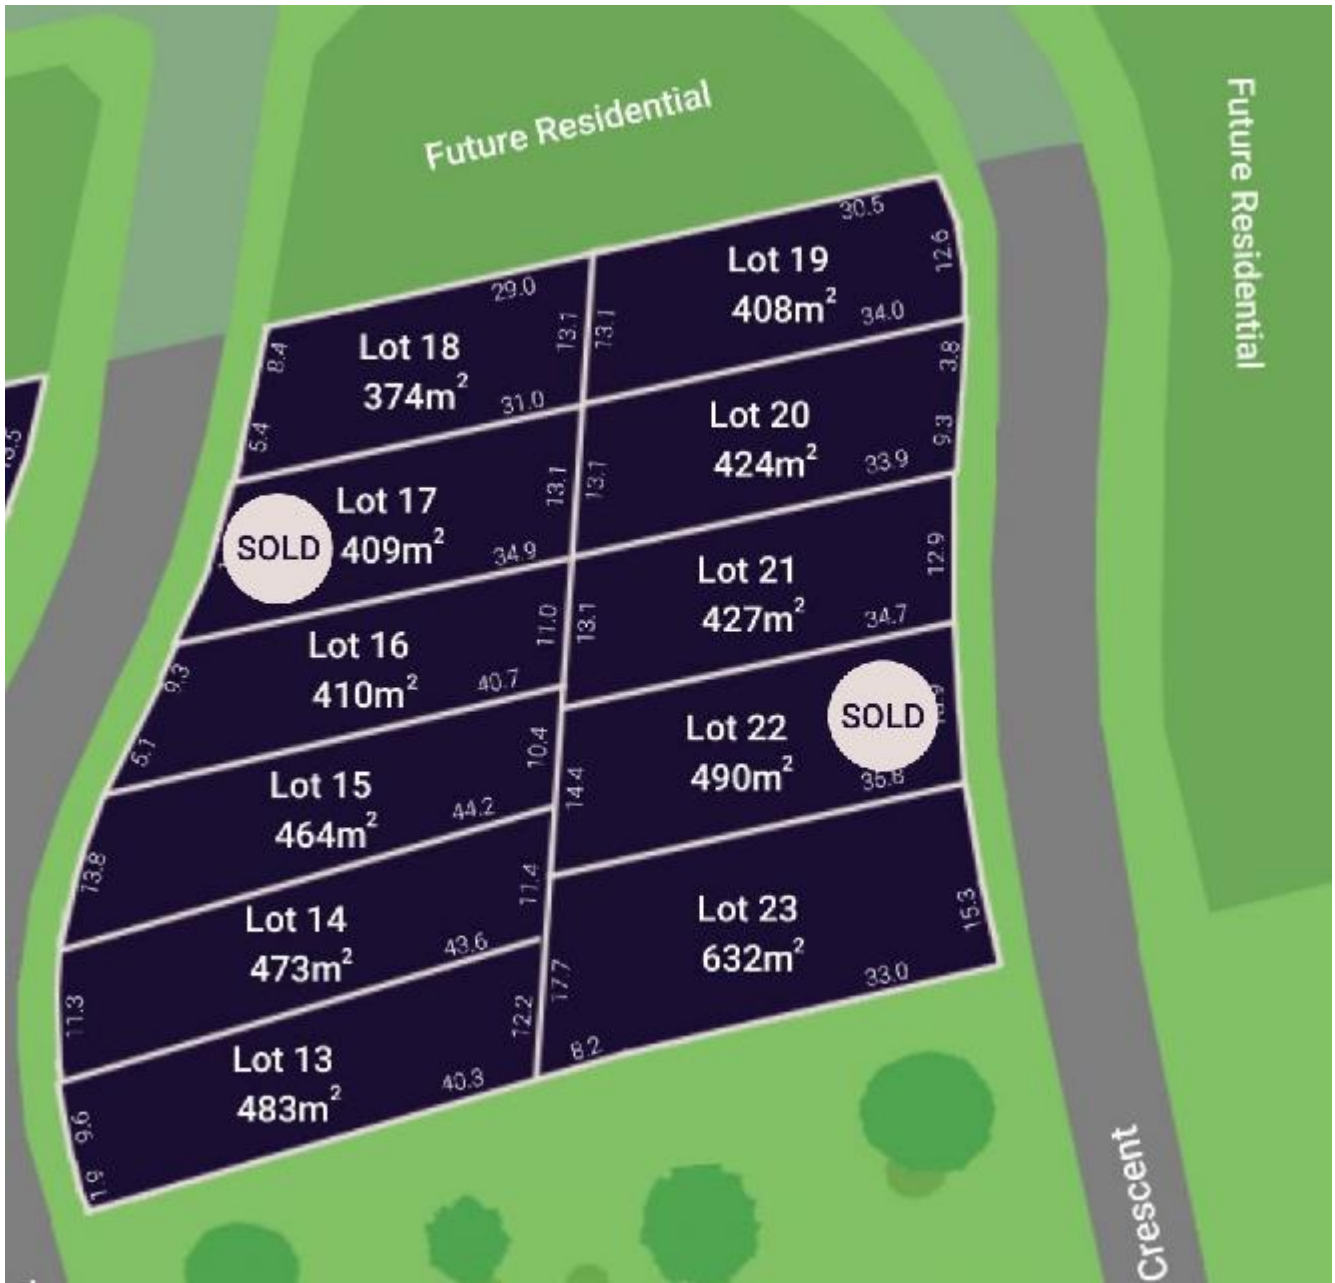 Future Residential
Future Residential
30.5
Lot 19
408m²
12.6
34.0
13.1
29.0
Lot 18
374m²
8.4
5.4
13.1
31.0
Lot 20
424m²
3.8
9.3
33.9
13.1
Lot 17
409m²
SOLD
13.1
34.9
Lot 21
427m²
12.9
34.7
13.1
Lot 16
410m²
9.3
5.1
11.0
40.7
Lot 22
490m²
SOLD
35.8
14.4
Lot 15
464m²
13.8
10.4
44.2
Lot 23
632m²
15.3
33.0
17.7
8.2
Lot 14
473m²
11.3
11.4
43.6
Lot 13
483m²
9.6
1.9
12.2
40.3
Crescent